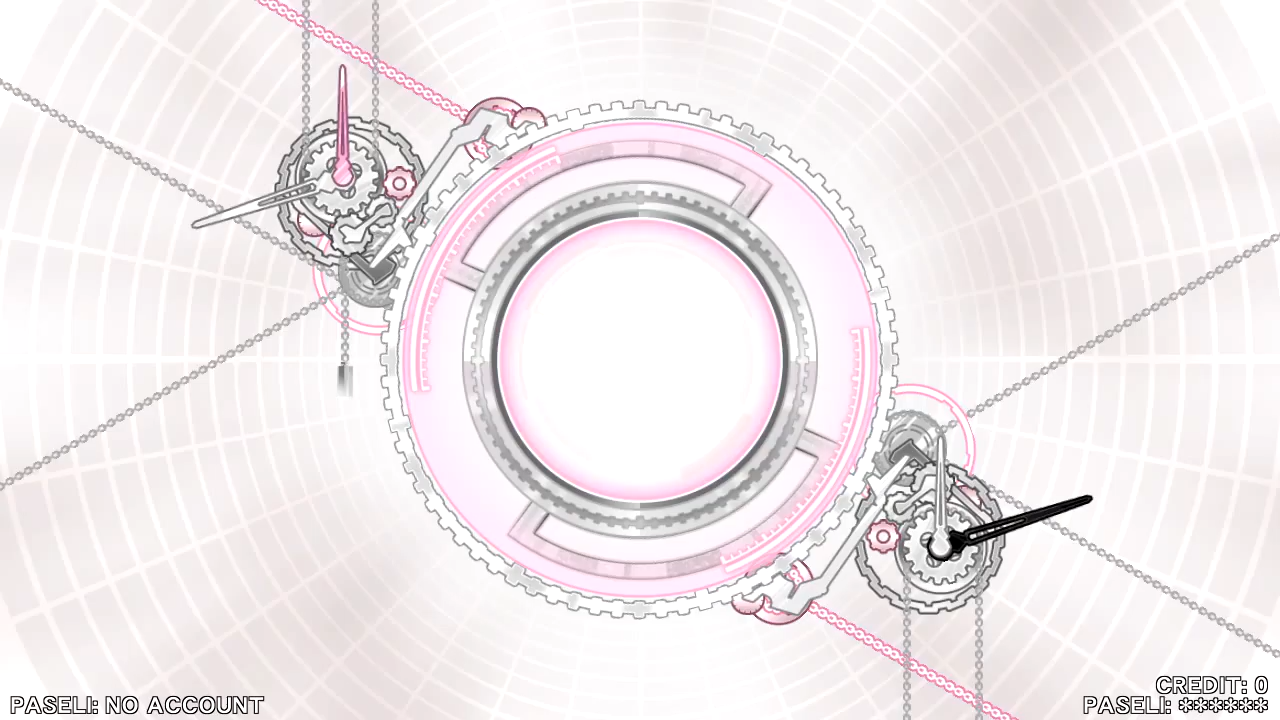 CREDIT: 0
PASELI: NO ACCOUNT
PASELI: ******